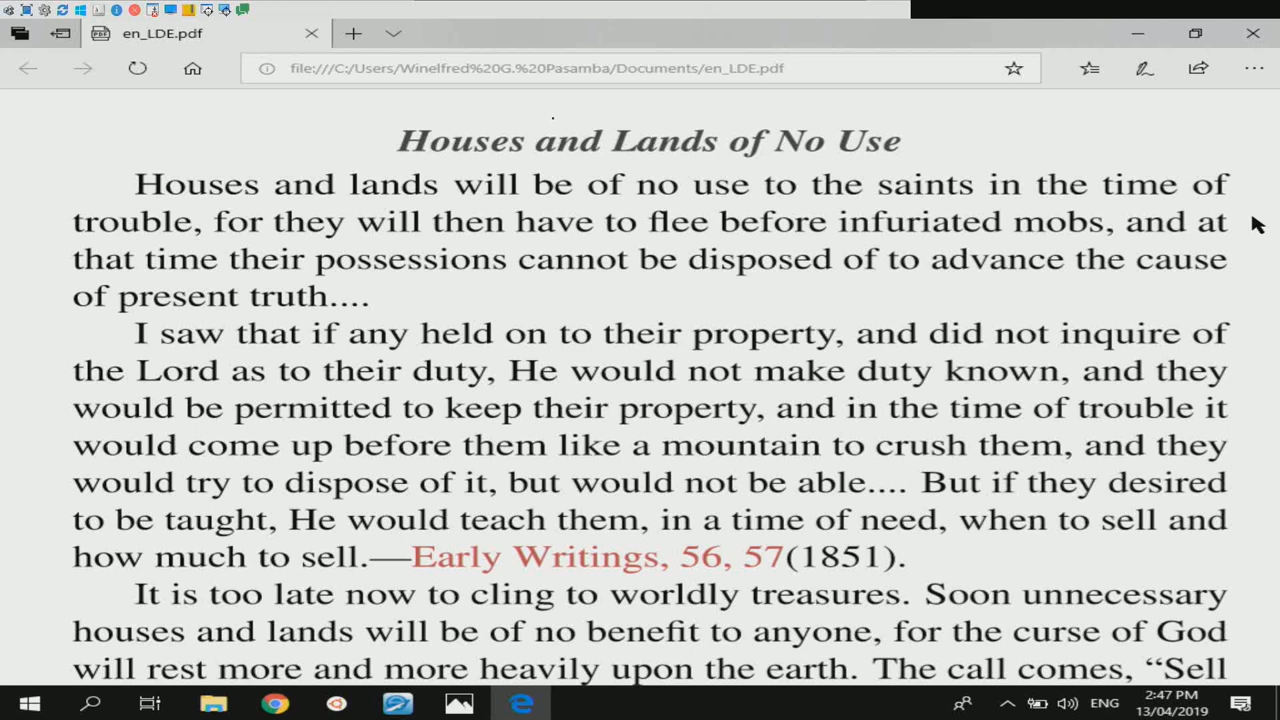 en_LDE.pdf
file:///C:/Users/Winelfred%20G.%20Pasamba/Documents/en_LDE.pdf
Houses and Lands of No Use
Houses and lands will be of no use to the saints in the time of
trouble, for they will then have to flee before infuriated mobs, and at
that time their possessions cannot be disposed of to advance the cause
of present truth....
I saw that if any held on to their property, and did not inquire of
the Lord as to their duty, He would not make duty known, and they
would be permitted to keep their property, and in the time of trouble it
would come up before them like a mountain to crush them, and they
would try to dispose of it, but would not be able.... But if they desired
to be taught, He would teach them, in a time of need, when to sell and
how much to sell.—Early Writings, 56, 57(1851).
It is too late now to cling to worldly treasures. Soon unnecessary
houses and lands will be of no benefit to anyone, for the curse of God
will rest more and more heavily upon the earth. The call comes, “Sell
ENG
2:47 PM
13/04/2019